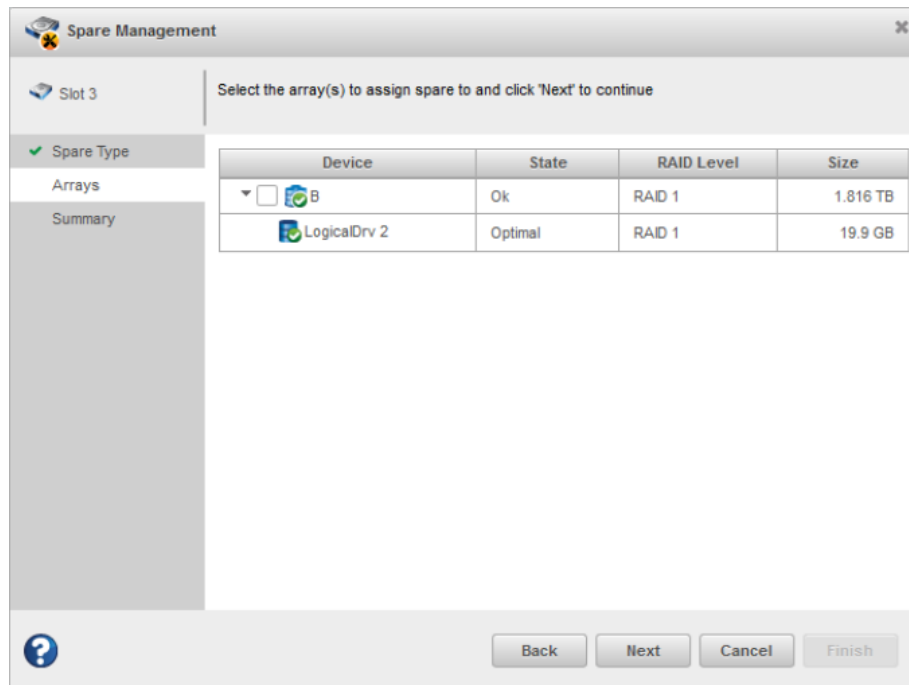 Spare Management
Slot 3
Select the array(s) to assign spare to and click 'Next' to continue
Spare Type
Arrays
Summary
Device State RAID Level Size
B Ok RAID 1 1.816 TB
LogicalDrv 2 Optimal RAID 1 19.9 GB
? Back Next Cancel Finish